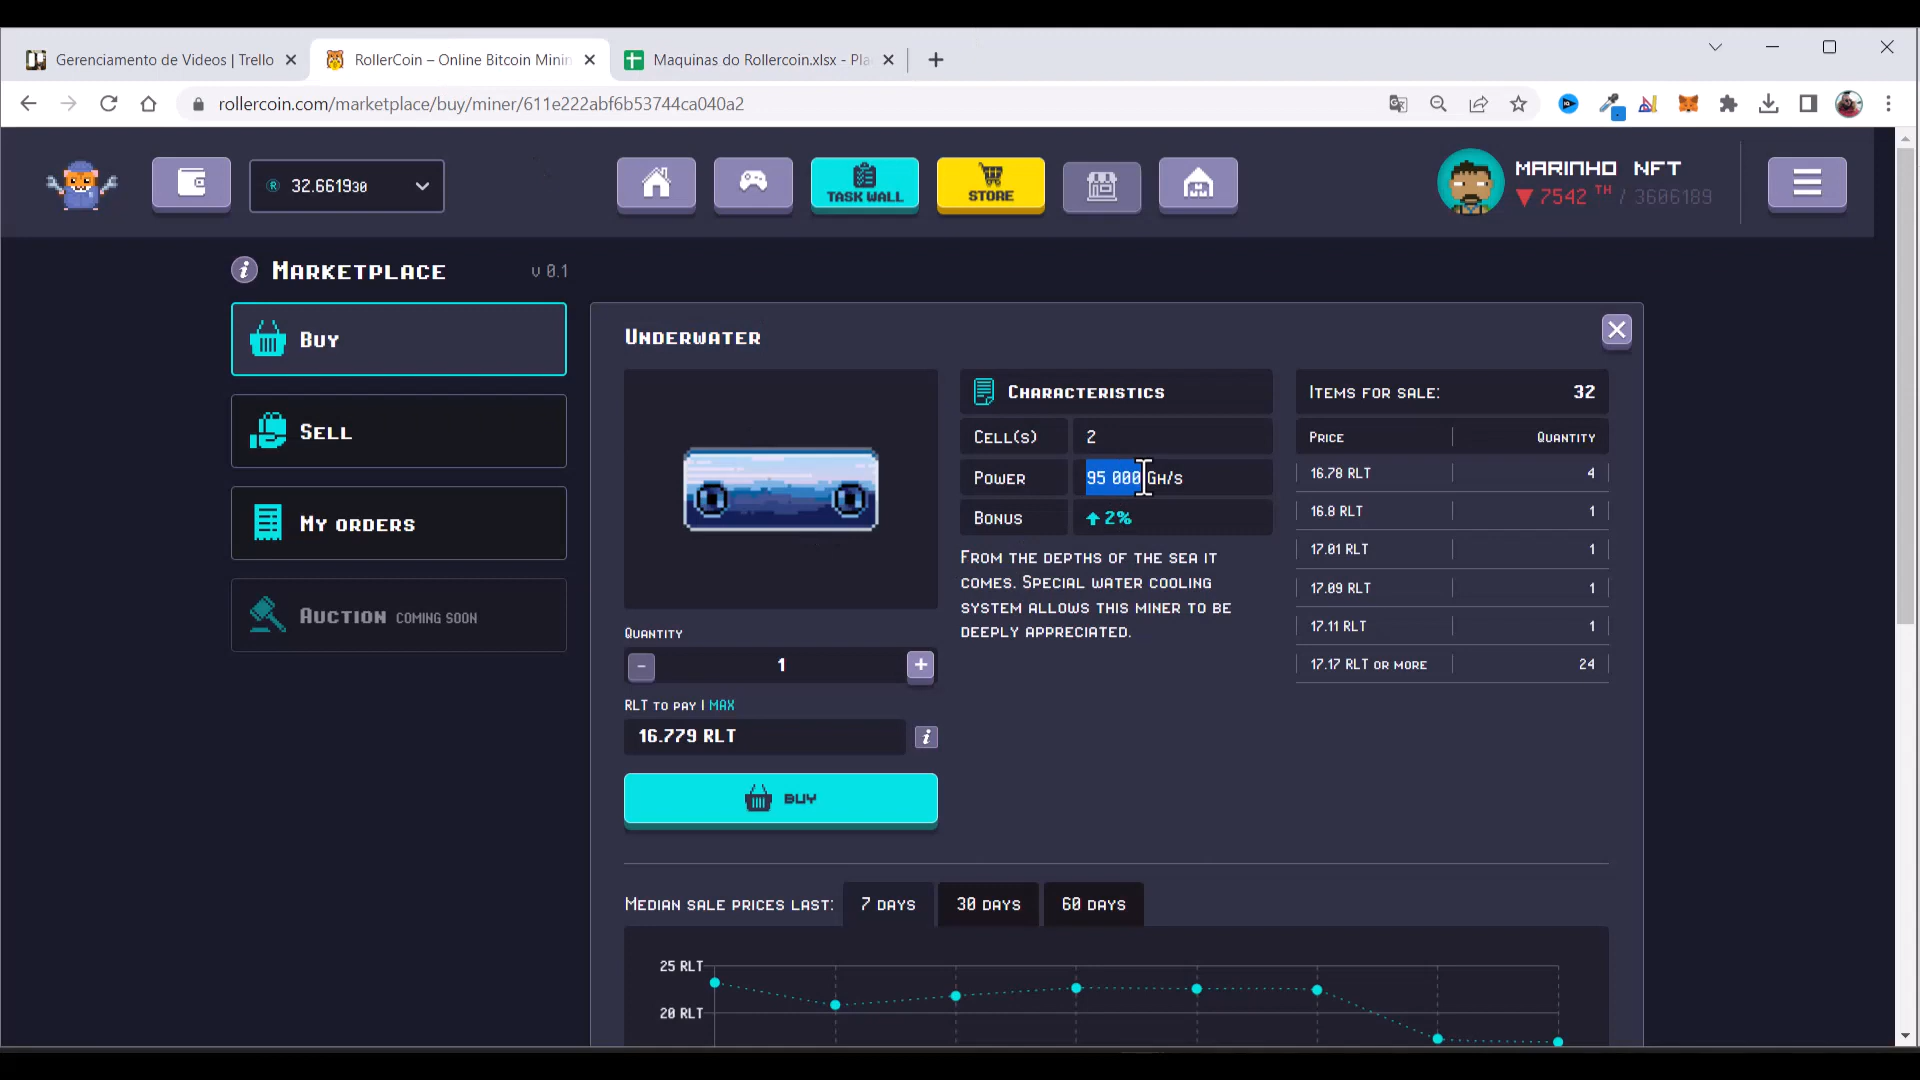 Gerenciamento de Videos | Trello
RollerCoin – Online Bitcoin Minin
Maquinas do Rollercoin.xlsx - Pla
rollercoin.com/marketplace/buy/miner/611e222abf6b53744ca040a2
32.661930
TASK WALL
STORE
MARINHO NFT
7542 TH / 3606189
MARKETPLACE
v 0.1
BUY
SELL
MY ORDERS
AUCTION COMING SOON
UNDERWATER
CHARACTERISTICS
CELL(S) 2
POWER 95 000 GH/S
BONUS 2%
FROM THE DEPTHS OF THE SEA IT
COMES. SPECIAL WATER COOLING
SYSTEM ALLOWS THIS MINER TO BE
DEEPLY APPRECIATED.
ITEMS FOR SALE: 32
PRICE QUANTITY
16.78 RLT 4
16.8 RLT 1
17.01 RLT 1
17.09 RLT 1
17.11 RLT 1
17.17 RLT OR MORE 24
QUANTITY
- 1 +
RLT TO PAY | MAX
16.779 RLT
BUY
MEDIAN SALE PRICES LAST: 7 DAYS 30 DAYS 60 DAYS
25 RLT
20 RLT